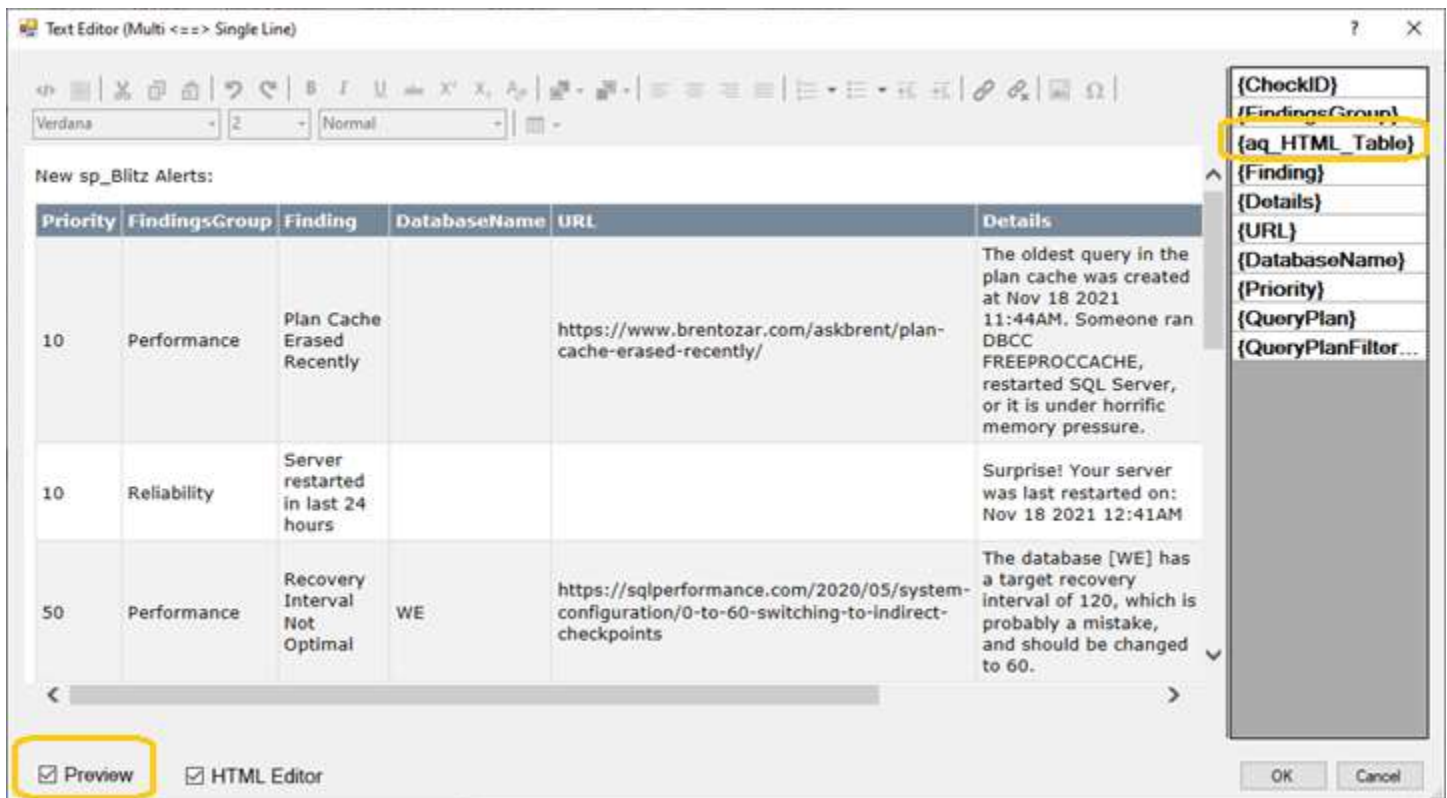 Text Editor (Multi <==> Single Line)
?
Verdana
2
Normal
New sp_Blitz Alerts:
Priority FindingsGroup Finding DatabaseName URL Details
10 Performance
Plan Cache
Erased
Recently
https://www.brentozar.com/askbrent/plan-
cache-erased-recently/
The oldest query in the
plan cache was created
at Nov 18 2021
11:44AM. Someone ran
DBCC
FREEPROCCACHE,
restarted SQL Server,
or it is under horrific
memory pressure.
10 Reliability
Server
restarted
in last 24
hours
Surprise! Your server
was last restarted on:
Nov 18 2021 12:41AM
50 Performance
Recovery
Interval
Not
Optimal
WE
https://sqlperformance.com/2020/05/system-
configuration/0-to-60-switching-to-indirect-
checkpoints
The database [WE] has
a target recovery
interval of 120, which is
probably a mistake,
and should be changed
to 60.
{CheckID}
{FindingsGroup}
{aq_HTML_Table}
{Finding}
{Details}
{URL}
{DatabaseName}
{Priority}
{QueryPlan}
{QueryPlanFilter...
Preview
HTML Editor
OK
Cancel